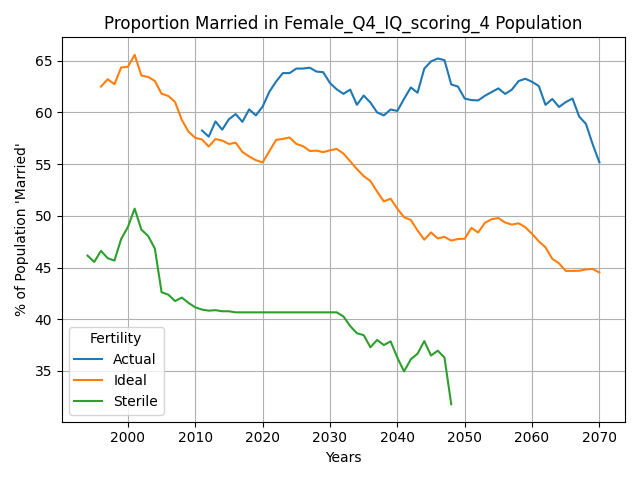 Proportion Married in Female_Q4_IQ_scoring_4 Population
% of Population 'Married'
65
60
55
50
45
40
35
Fertility
Actual
Ideal
Sterile
2000 2010 2020 2030 2040 2050 2060 2070
Years